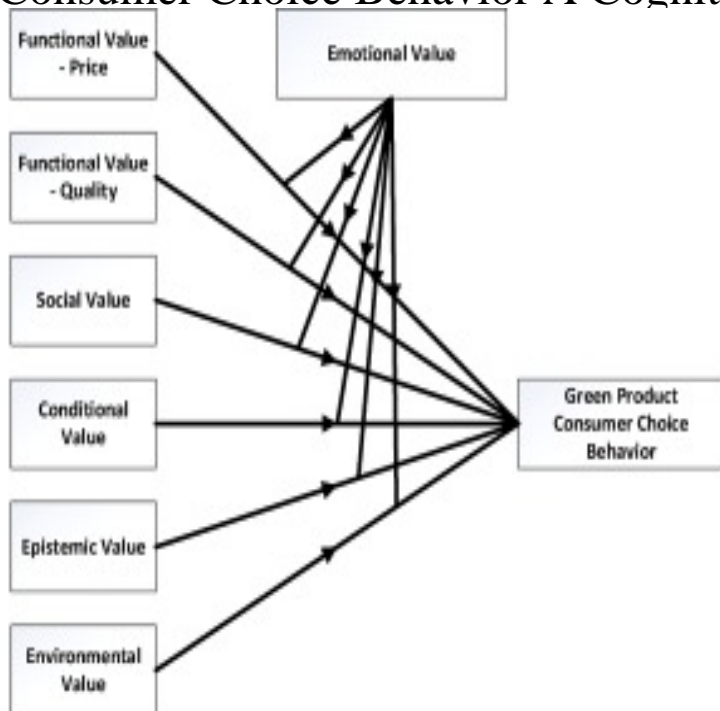 Consumer Choice Behavior A Cognit
Functional Value
- Price
Emotional Value
Functional Value
- Quality
Social Value
Conditional
Value
Green Product
Consumer Choice
Behavior
Epistemic Value
Environmental
Value